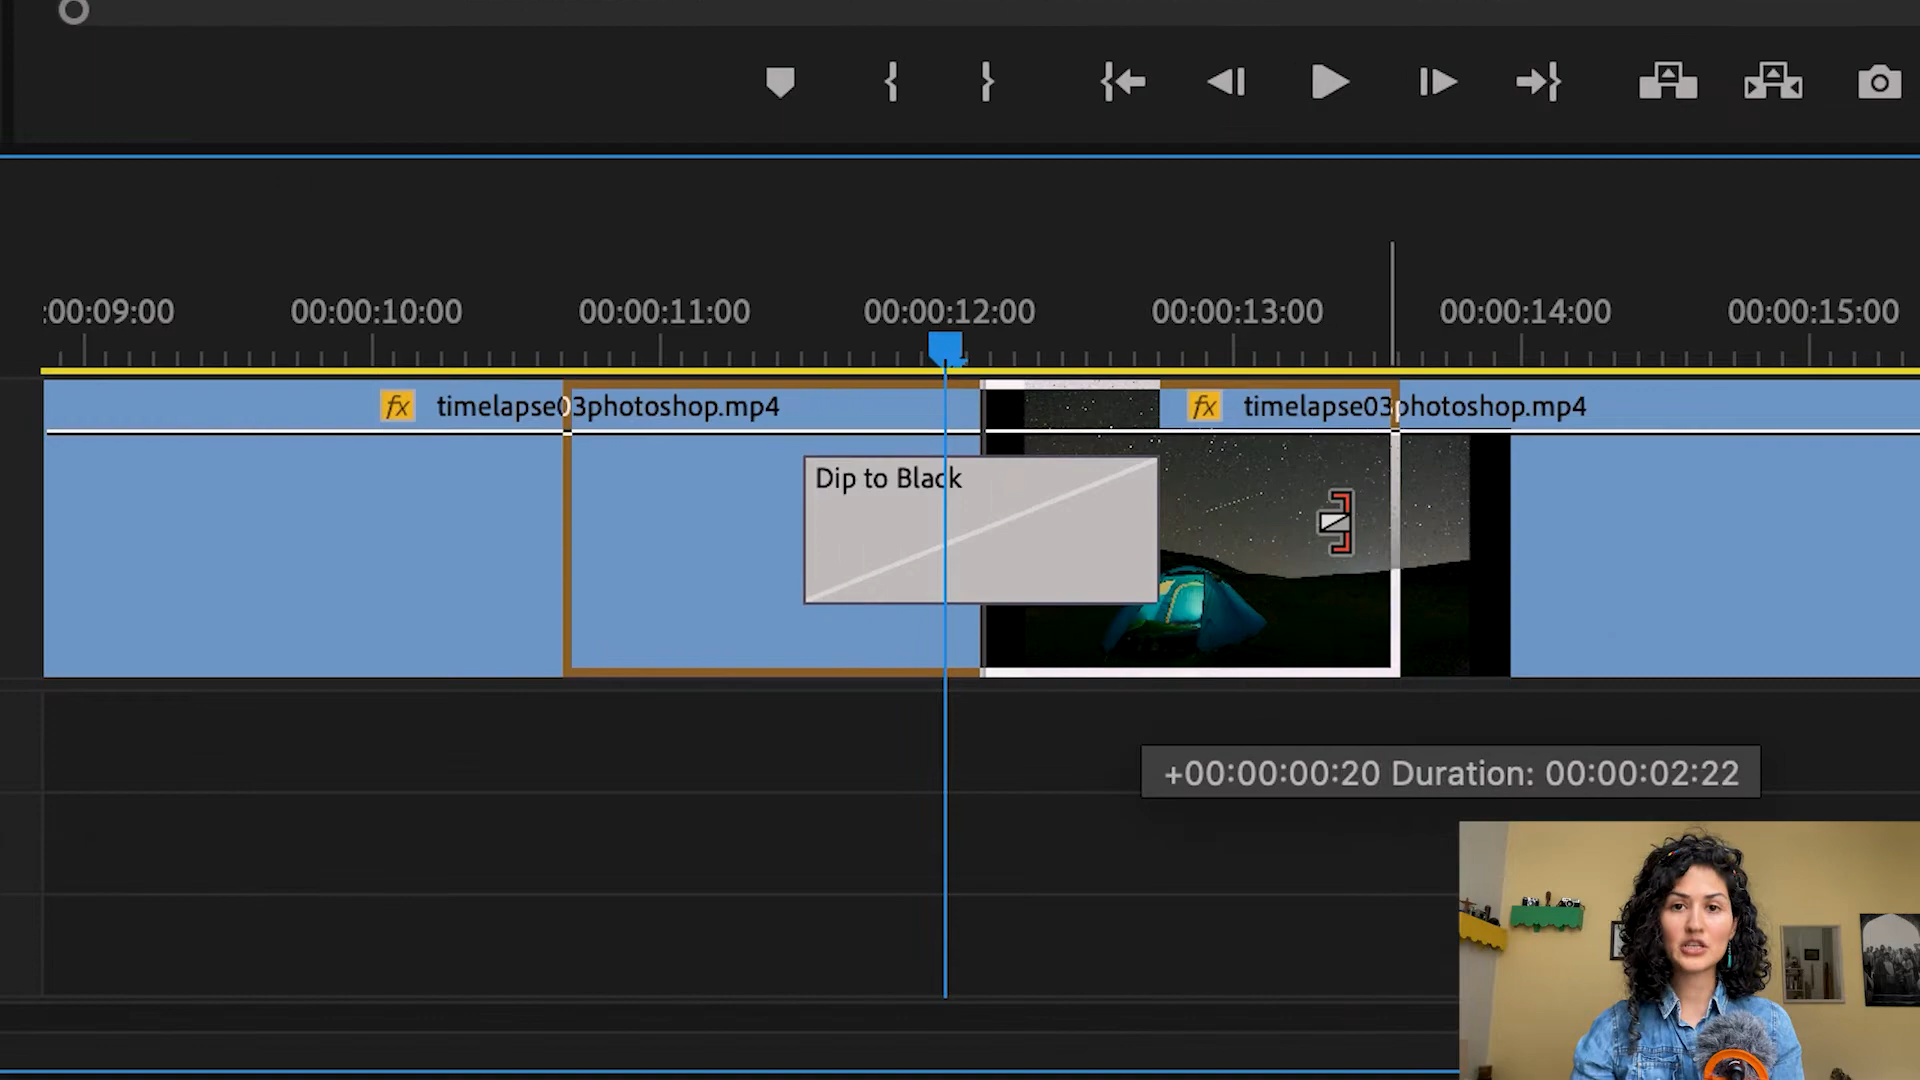 :00:09:00 00:00:10:00 00:00:11:00 00:00:12:00 00:00:13:00 00:00:14:00 00:00:15:00
fx timelapse03photoshop.mp4 fx timelapse03photoshop.mp4
Dip to Black
+00:00:00:20 Duration: 00:00:02:22